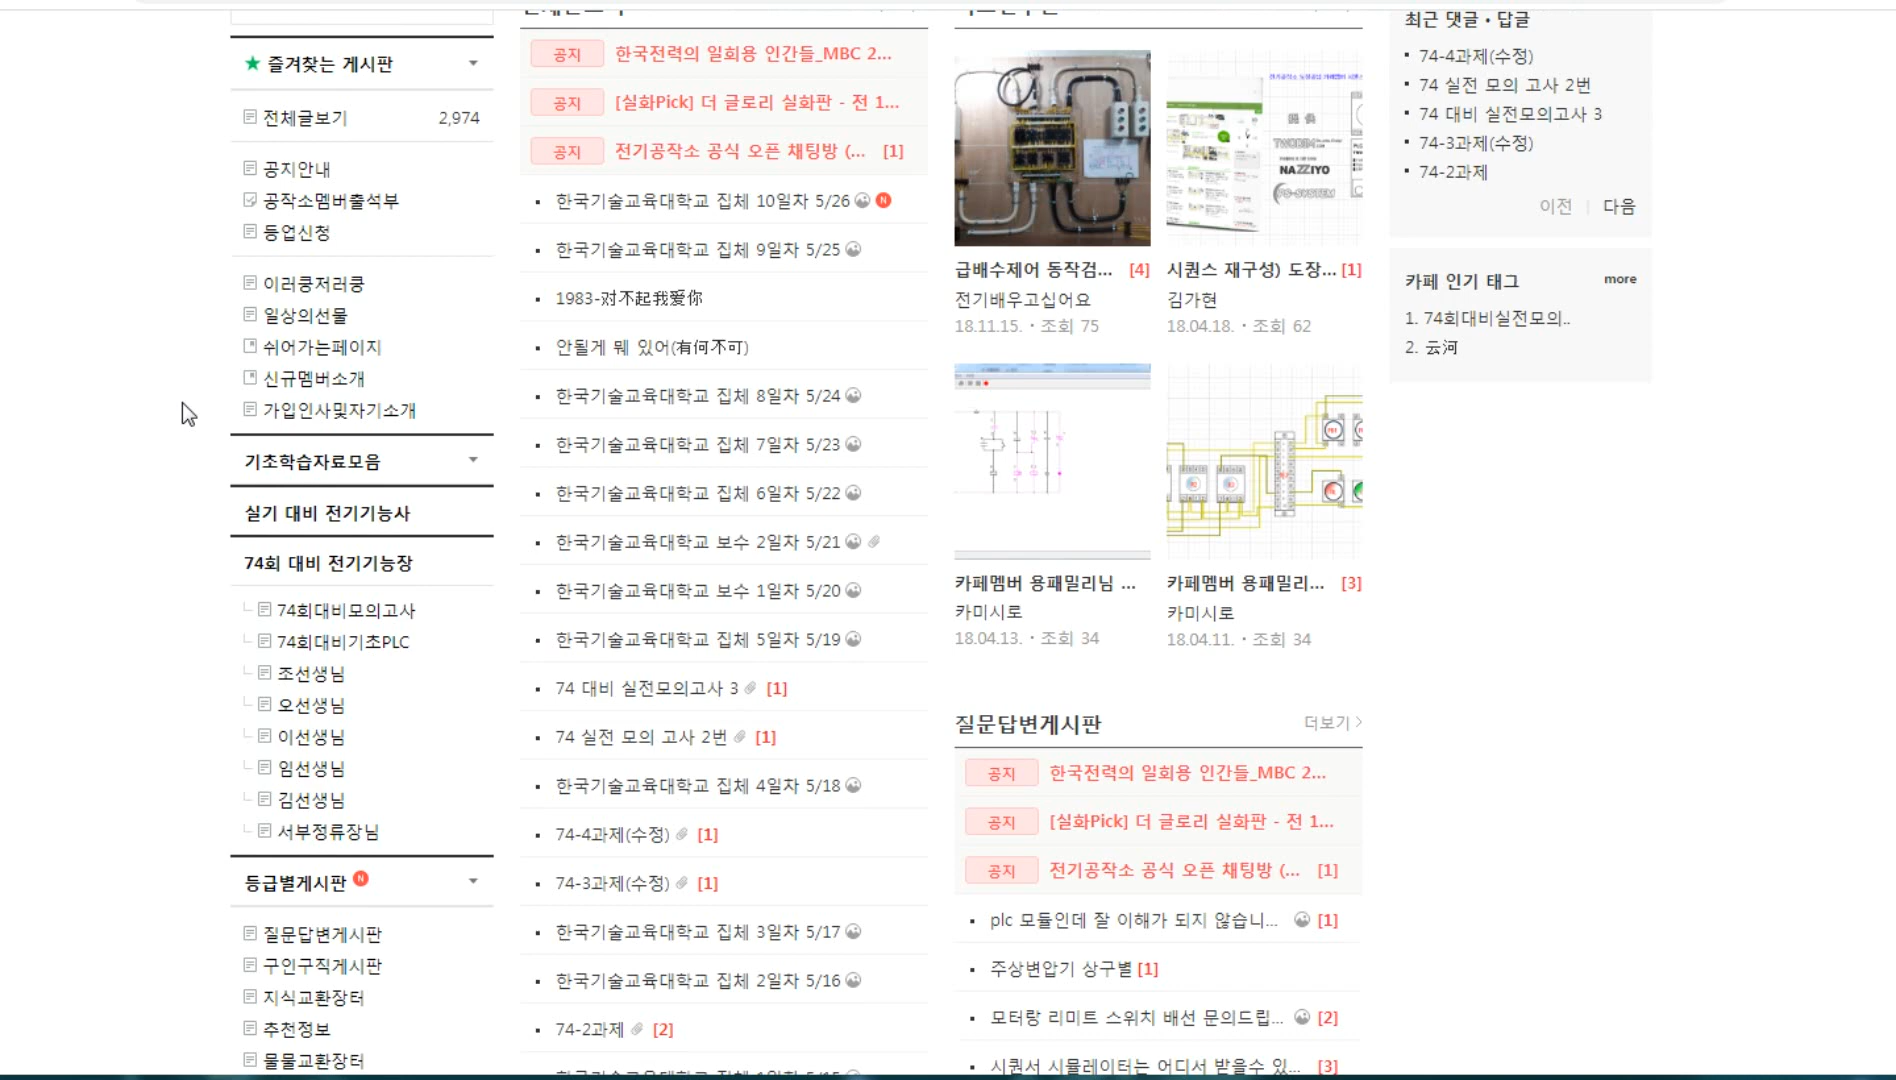 즐겨찾는 게시판
전체글보기 2,974
공지안내
공작소멤버출석부
등업신청
이러쿵저러쿵
일상의선물
쉬어가는페이지
신규멤버소개
가입인사및자기소개
기초학습자료모음
실기 대비 전기기능사
74회 대비 전기기능장
74회대비모의고사
74회대비기초PLC
조선생님
오선생님
이선생님
임선생님
김선생님
서부정류장님
등급별게시판 N
질문답변게시판
구인구직게시판
지식교환장터
추천정보
물물교환장터
공지 한국전력의 일회용 인간들_MBC 2...
공지 [실화Pick] 더 글로리 실화판 - 전 1...
공지 전기공작소 공식 오픈 채팅방 (... [1]
한국기술교육대학교 집체 10일차 5/26 N
한국기술교육대학교 집체 9일차 5/25
1983-对不起我爱你
안될게 뭐 있어(有何不可)
한국기술교육대학교 집체 8일차 5/24
한국기술교육대학교 집체 7일차 5/23
한국기술교육대학교 집체 6일차 5/22
한국기술교육대학교 보수 2일차 5/21
한국기술교육대학교 보수 1일차 5/20
한국기술교육대학교 집체 5일차 5/19
74 대비 실전모의고사 3 [1]
74 실전 모의 고사 2번 [1]
한국기술교육대학교 집체 4일차 5/18
74-4과제(수정) [1]
74-3과제(수정) [1]
한국기술교육대학교 집체 3일차 5/17
한국기술교육대학교 집체 2일차 5/16
74-2과제 [2]
提供
NAZZIYO
PS-SYSTEM
급배수제어 동작검... [4]
전기배우고십어요
18.11.15. · 조회 75
시퀀스 재구성) 도장... [1]
김가현
18.04.18. · 조회 62
카페멤버 용패밀리님 ...
카미시로
18.04.13. · 조회 34
카페멤버 용패밀리... [3]
카미시로
18.04.11. · 조회 34
질문답변게시판 더보기
공지 한국전력의 일회용 인간들_MBC 2...
공지 [실화Pick] 더 글로리 실화판 - 전 1...
공지 전기공작소 공식 오픈 채팅방 (... [1]
plc 모듈인데 잘 이해가 되지 않습니... [1]
주상변압기 상구별 [1]
모터랑 리미트 스위치 배선 문의드립... [2]
시퀀서 시뮬레이터는 어디서 받을수 있... [3]
최근 댓글 · 답글
74-4과제(수정)
74 실전 모의 고사 2번
74 대비 실전모의고사 3
74-3과제(수정)
74-2과제
이전 다음
카페 인기 태그 more
1. 74회대비실전모의..
2. 云河